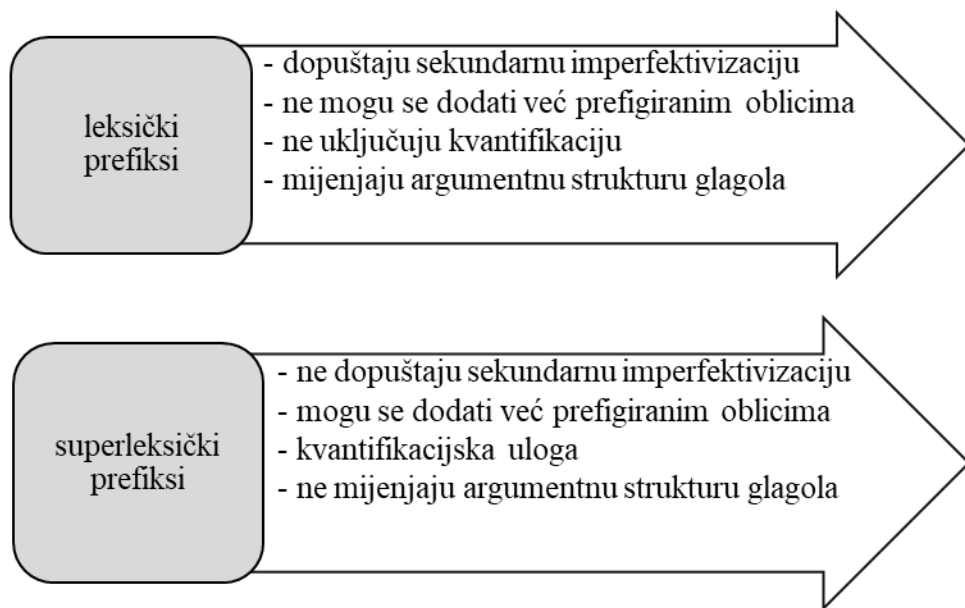 leksički
prefiksi
- dopuštaju sekundarnu imperfektivizaciju
- ne mogu se dodati već prefigiranim oblicima
- ne uključuju kvantifikaciju
- mijenjaju argumentnu strukturu glagola
superleksički
prefiksi
- ne dopuštaju sekundarnu imperfektivizaciju
- mogu se dodati već prefigiranim oblicima
- kvantifikacijska uloga
- ne mijenjaju argumentnu strukturu glagola